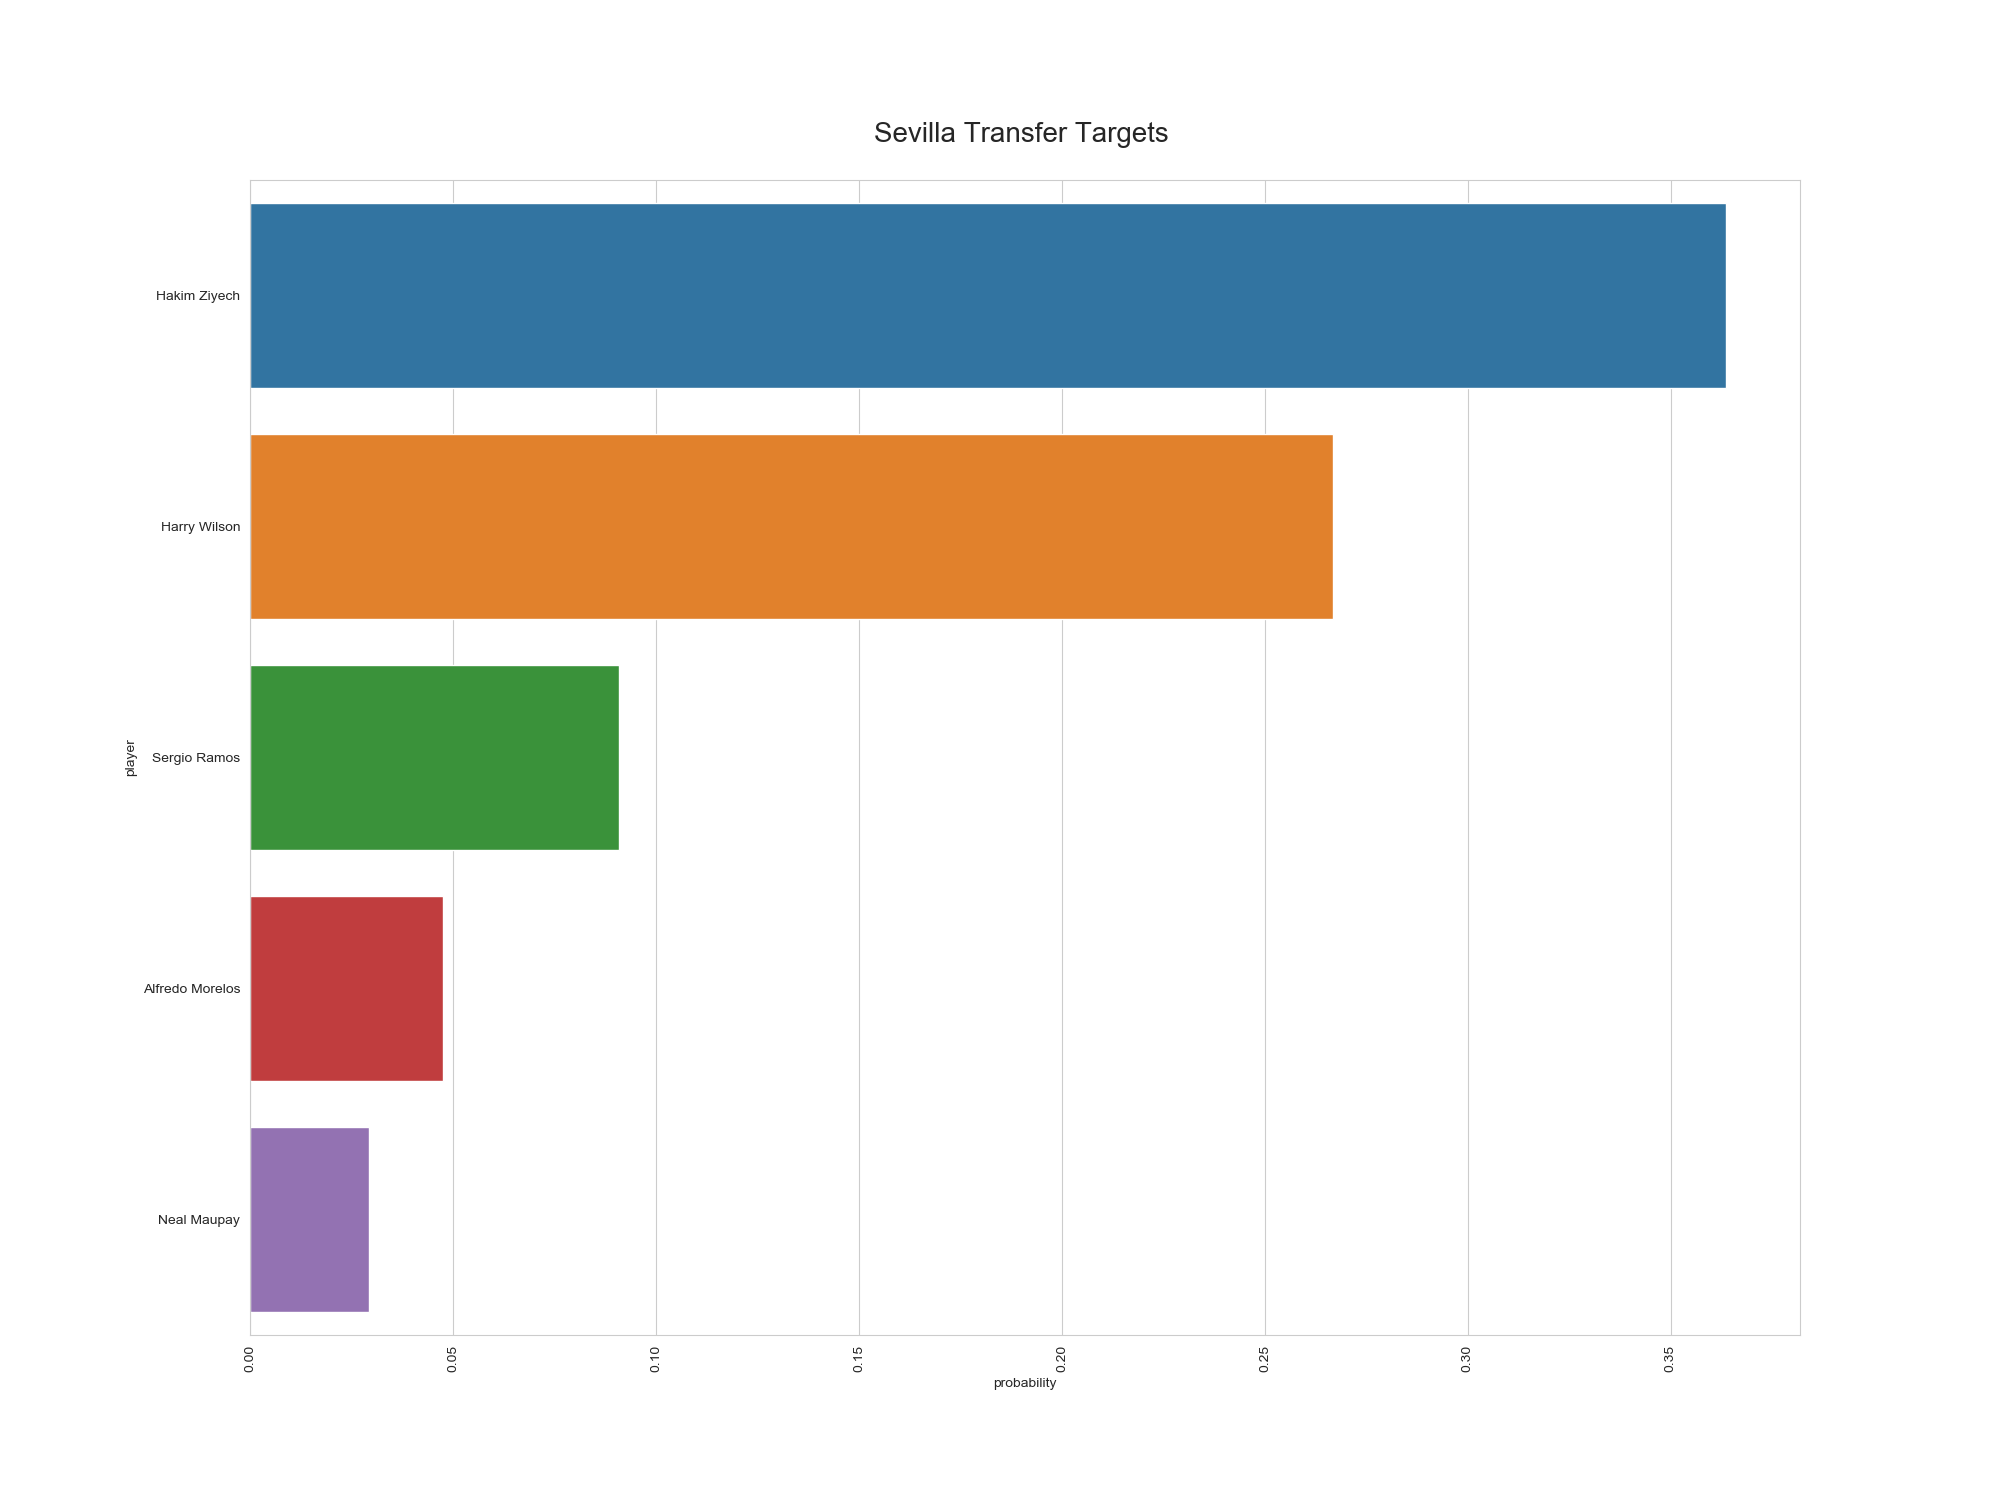 Sevilla Transfer Targets
Hakim Ziyech
Harry Wilson
Sergio Ramos
Alfredo Morelos
Neal Maupay
player
0.00 0.05 0.10 0.15 0.20 0.25 0.30 0.35
probability